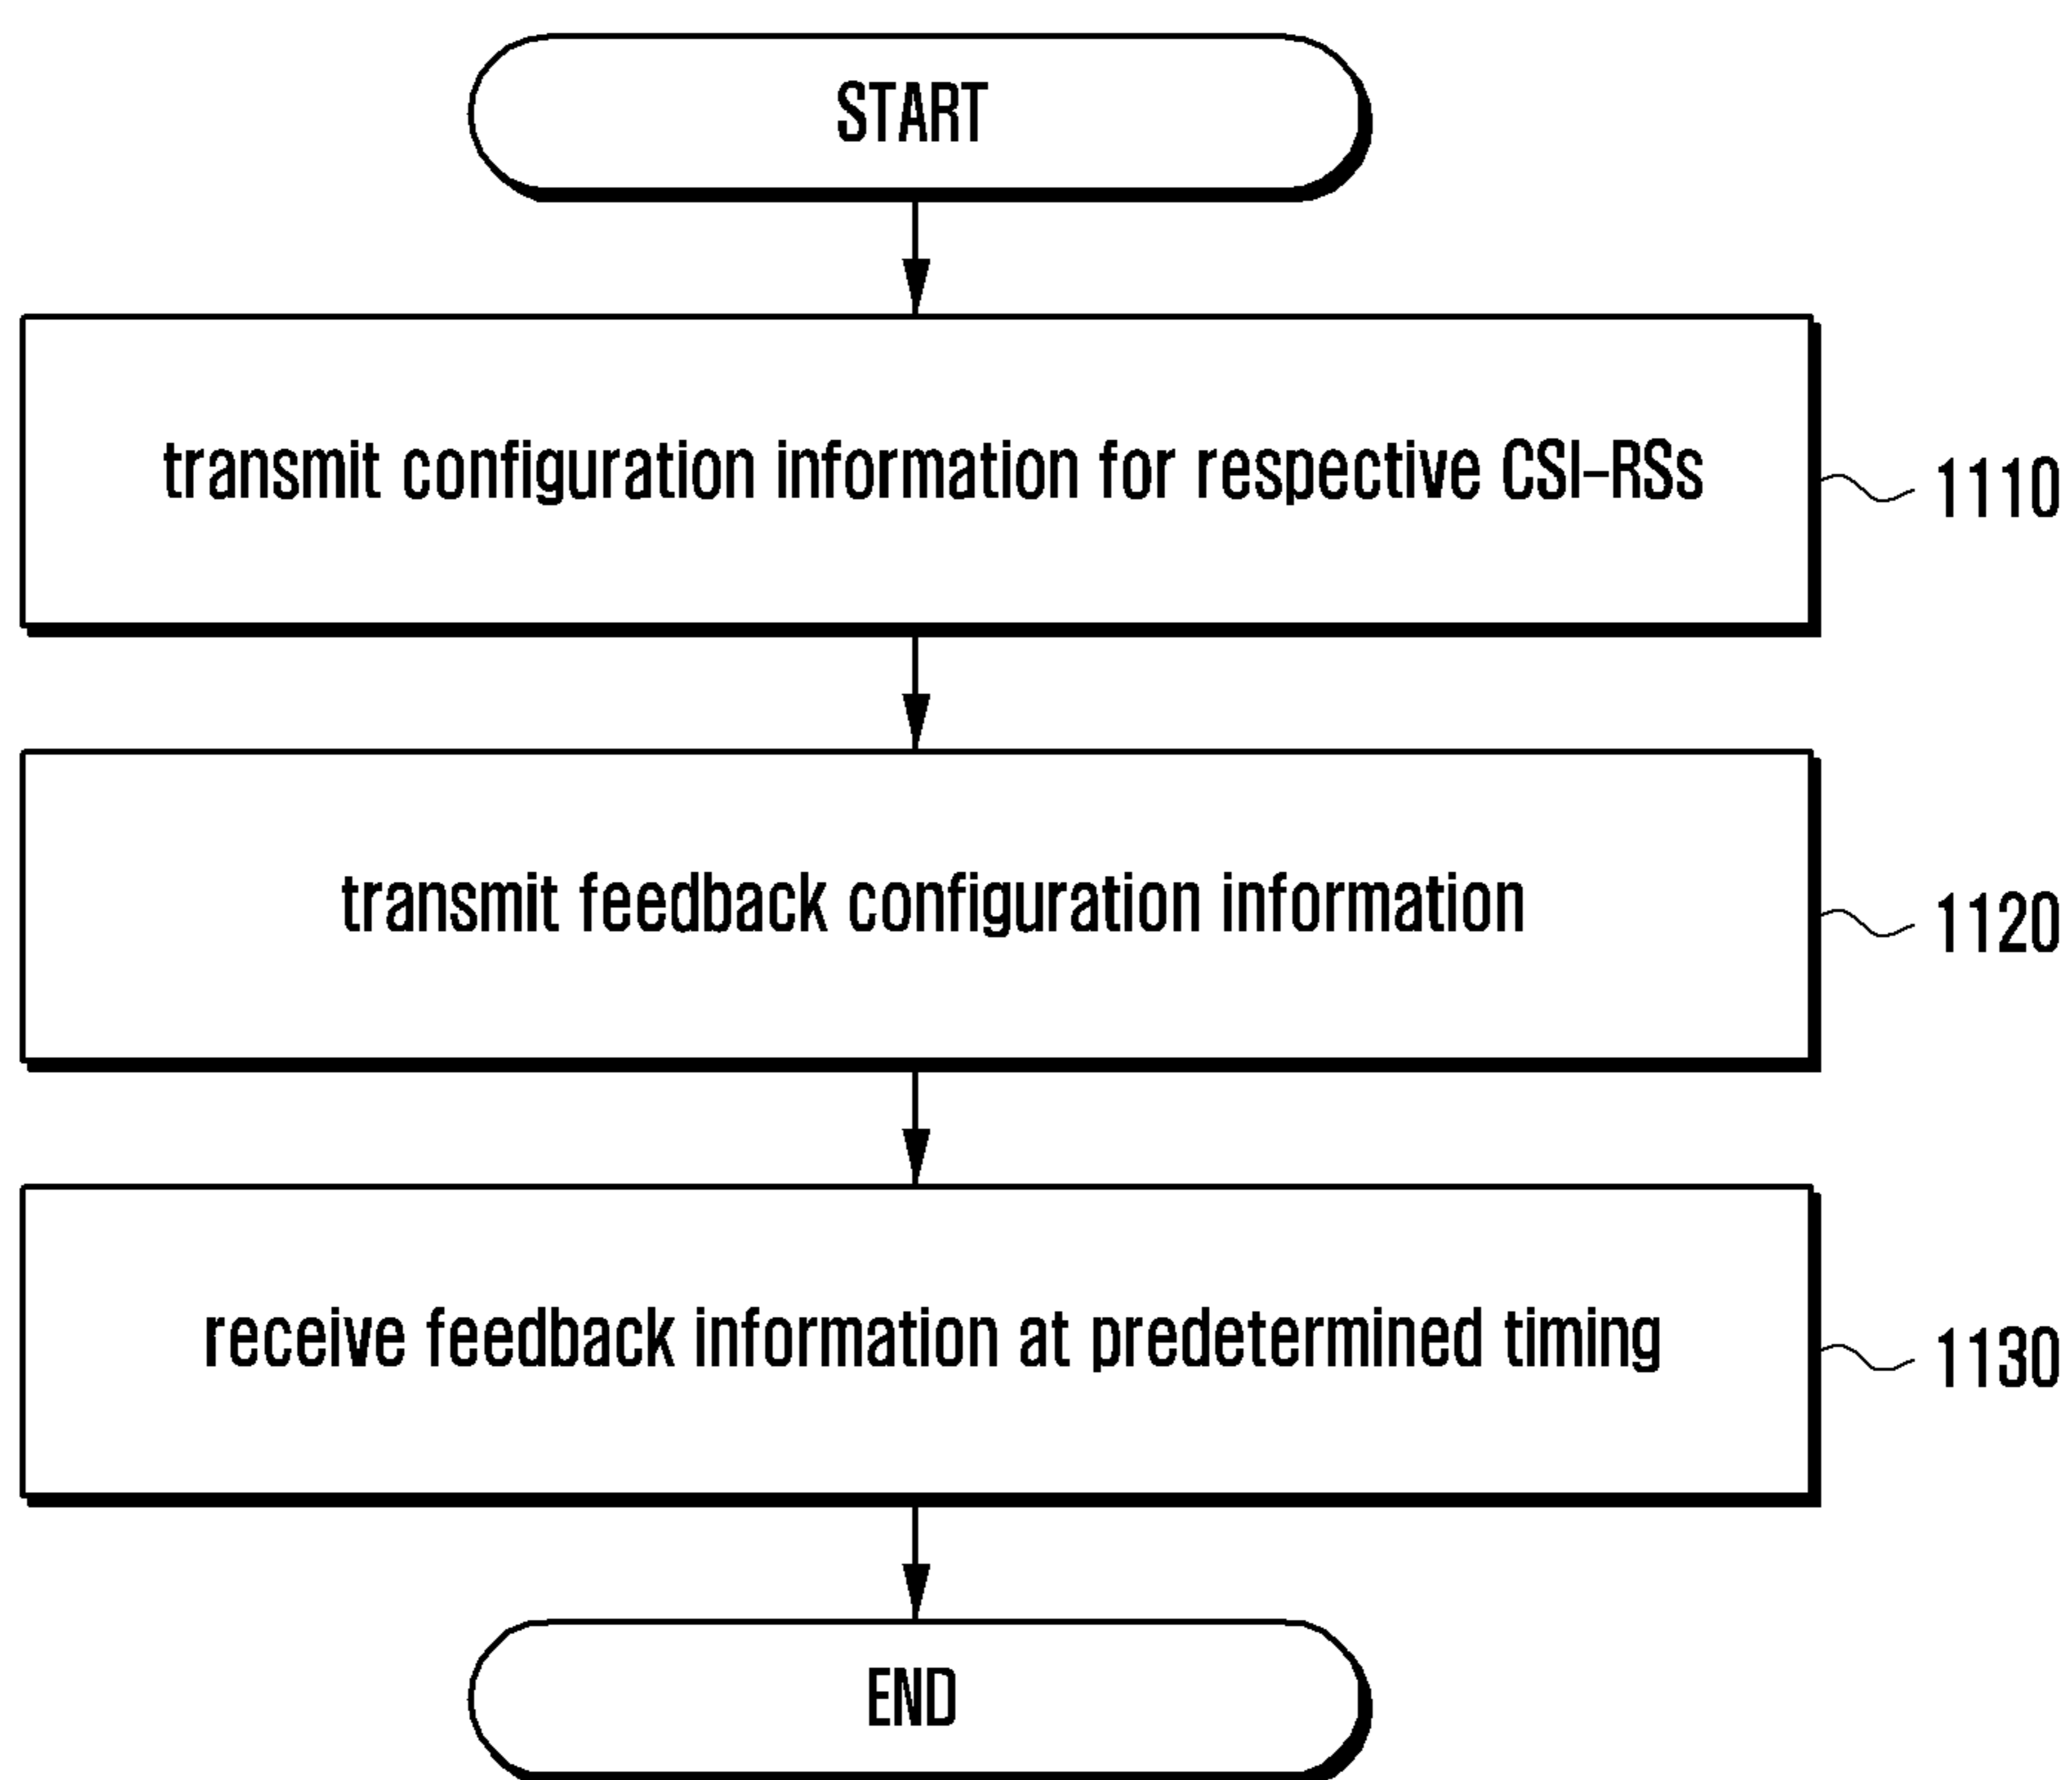 START
transmit configuration information for respective CSI-RSs
1110
transmit feedback configuration information
1120
receive feedback information at predetermined timing
1130
END